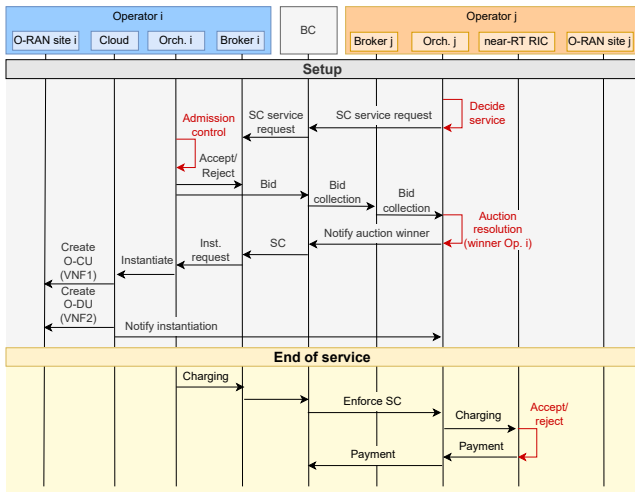 Operator i
BC
Operator j
O-RAN site i
Cloud
Orch. i
Broker i
Broker j
Orch. j
near-RT RIC
O-RAN site j
Setup
SC service
request
SC service request
Decide
service
Admission
control
Accept/
Reject
Bid
Bid
collection
Bid
collection
Auction
resolution
(winner Op. i)
Notify auction winner
SC
Inst.
request
Instantiate
Create
O-CU
(VNF1)
Create
O-DU
(VNF2)
Notify instantiation
End of service
Charging
Enforce SC
Charging
Accept/
reject
Payment
Payment